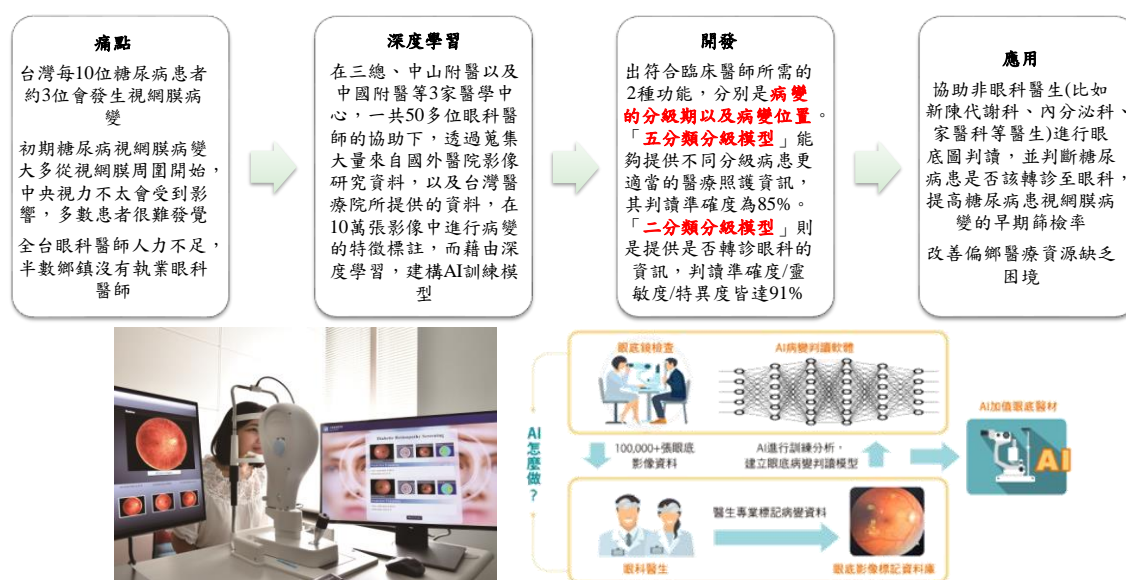 痛點
台灣每10位糖尿病患者
約3位會發生視網膜病
變
初期糖尿病視網膜病變
大多從視網膜周圍開始，
中央視力不太會受到影
響，多數患者很難發覺
全台眼科醫師人力不足，
半數鄉鎮沒有執業眼科
醫師
深度學習
在三總、中山附醫以及
中國附醫等3家醫學中
心，一共50多位眼科醫
師的協助下，透過蒐集
大量來自國外醫院影像
研究資料，以及台灣醫
療院所提供的資料，在
10萬張影像中進行病變
的特徵標註，而藉由深
度學習，建構AI訓練模
型
開發
出符合臨床醫師所需的
2種功能，分別是病變
的分級期以及病變位置。
「五分類分級模型」能
夠提供不同分級病患更
適當的醫療照護資訊，
其判讀準確度為85%。
「二分類分級模型」則
是提供是否轉診眼科的
資訊，判讀準確度/靈
敏度/特異度皆達91%
應用
協助非眼科醫生(比如
新陳代謝科、內分泌科、
家醫科等醫生)進行眼
底圖判讀，並判斷糖尿
病患是否該轉診至眼科，
提高糖尿病患視網膜病
變的早期篩檢率
改善偏鄉醫療資源缺乏
困境
Diabetic Retinopathy Screening
AI怎麼做？
眼底鏡檢查
AI病變判讀軟體
100,000+張眼底
影像資料
AI進行訓練分析，
建立眼底病變判讀模型
AI加值眼底醫材
AI
醫生專業標記病變資料
眼科醫生
眼底影像標記資料庫